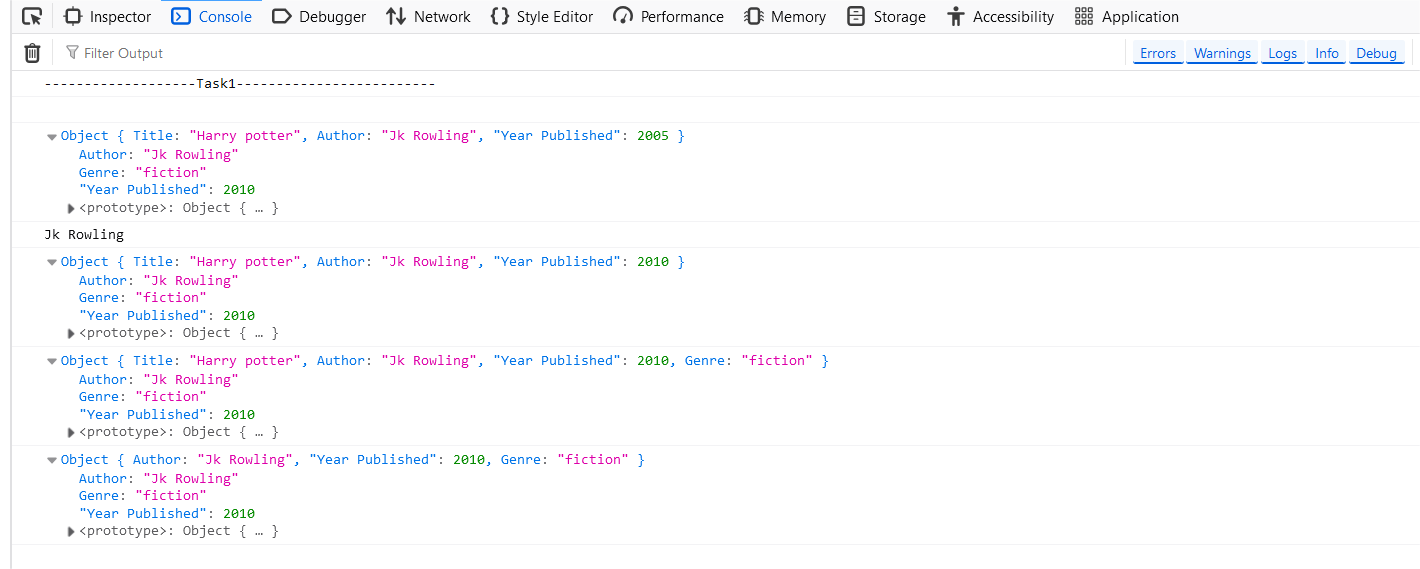 Inspector Console Debugger Network Style Editor Performance Memory Storage Accessibility Application
Filter Output Errors Warnings Logs Info Debug
-------------------Task1-------------------------
Object { Title: "Harry potter", Author: "Jk Rowling", "Year Published": 2005 }
Author: "Jk Rowling"
Genre: "fiction"
"Year Published": 2010
<prototype>: Object { … }
Jk Rowling
Object { Title: "Harry potter", Author: "Jk Rowling", "Year Published": 2010 }
Author: "Jk Rowling"
Genre: "fiction"
"Year Published": 2010
<prototype>: Object { … }
Object { Title: "Harry potter", Author: "Jk Rowling", "Year Published": 2010, Genre: "fiction" }
Author: "Jk Rowling"
Genre: "fiction"
"Year Published": 2010
<prototype>: Object { … }
Object { Author: "Jk Rowling", "Year Published": 2010, Genre: "fiction" }
Author: "Jk Rowling"
Genre: "fiction"
"Year Published": 2010
<prototype>: Object { … }